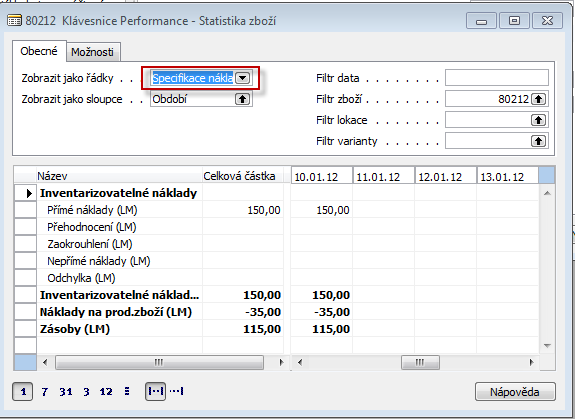 80212 Klávesnice Performance - Statistika zboží
Obecné Možnosti
Zobrazit jako řádky . . Specifikace nákla Filtr data . . . . . . .
Zobrazit jako sloupce . . Období Filtr zboží . . . . . . . 80212
Filtr lokace . . . . . .
Filtr varianty . . . . .
Název Celková částka 10.01.12 11.01.12 12.01.12 13.01.12
Inventarizovatelné náklady
Přímé náklady (LM) 150,00 150,00
Přehodnocení (LM)
Zaokrouhlení (LM)
Nepřímé náklady (LM)
Odchylka (LM)
Inventarizovatelné náklad... 150,00 150,00
Náklady na prod.zboží (LM) -35,00 -35,00
Zásoby (LM) 115,00 115,00
1 7 31 3 12 Nápověda